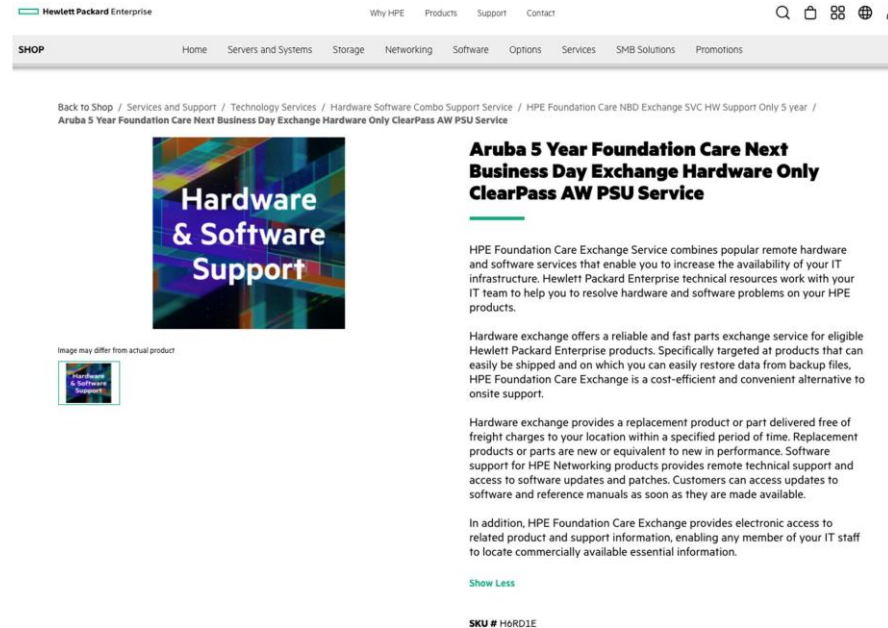 Hewlett Packard Enterprise
Why HPE Products Support Contact
SHOP
Home Servers and Systems Storage Networking Software Options Services SMB Solutions Promotions
Back to Shop / Services and Support / Technology Services / Hardware Software Combo Support Service / HPE Foundation Care NBD Exchange SVC HW Support Only 5 year /
Aruba 5 Year Foundation Care Next Business Day Exchange Hardware Only ClearPass AW PSU Service
Hardware
& Software
Support
Image may differ from actual product
Hardware
& Software
Support
Aruba 5 Year Foundation Care Next
Business Day Exchange Hardware Only
ClearPass AW PSU Service
HPE Foundation Care Exchange Service combines popular remote hardware
and software services that enable you to increase the availability of your IT
infrastructure. Hewlett Packard Enterprise technical resources work with your
IT team to help you to resolve hardware and software problems on your HPE
products.
Hardware exchange offers a reliable and fast parts exchange service for eligible
Hewlett Packard Enterprise products. Specifically targeted at products that can
easily be shipped and on which you can easily restore data from backup files,
HPE Foundation Care Exchange is a cost-efficient and convenient alternative to
onsite support.
Hardware exchange provides a replacement product or part delivered free of
freight charges to your location within a specified period of time. Replacement
products or parts are new or equivalent to new in performance. Software
support for HPE Networking products provides remote technical support and
access to software updates and patches. Customers can access updates to
software and reference manuals as soon as they are made available.
In addition, HPE Foundation Care Exchange provides electronic access to
related product and support information, enabling any member of your IT staff
to locate commercially available essential information.
Show Less
SKU # H6RD1E